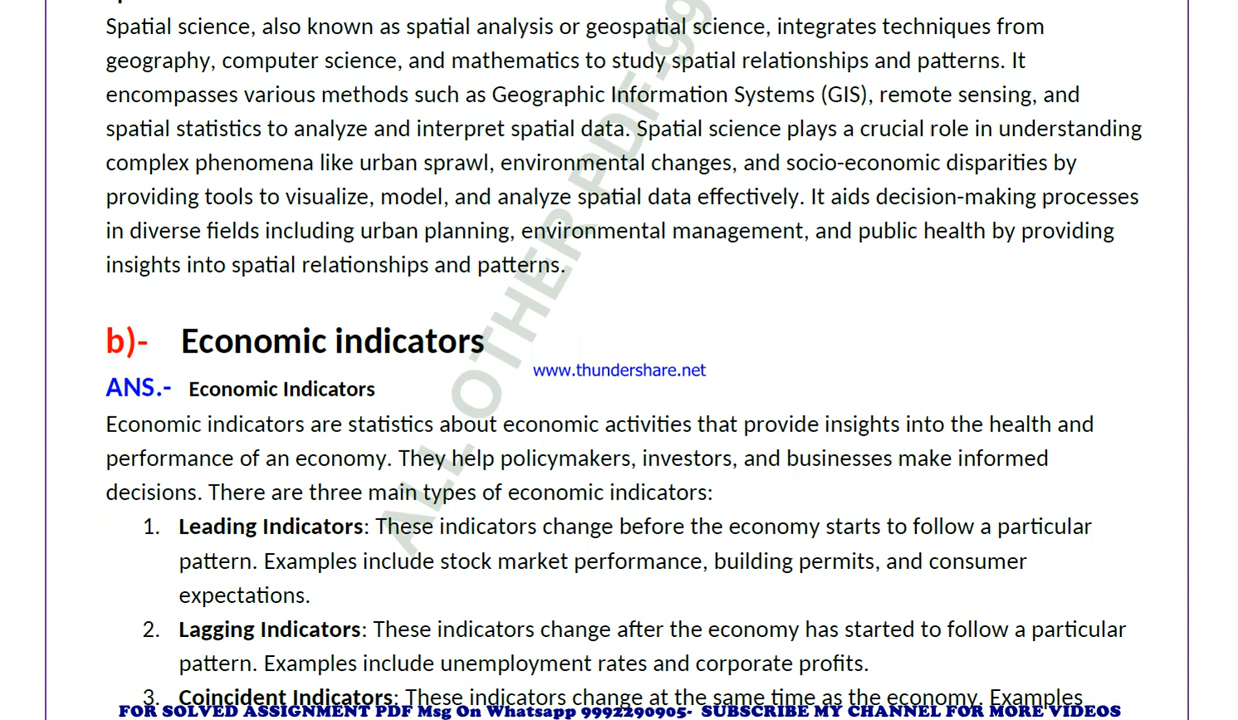 Spatial science, also known as spatial analysis or geospatial science, integrates techniques from
geography, computer science, and mathematics to study spatial relationships and patterns. It
encompasses various methods such as Geographic Information Systems (GIS), remote sensing, and
spatial statistics to analyze and interpret spatial data. Spatial science plays a crucial role in understanding
complex phenomena like urban sprawl, environmental changes, and socio-economic disparities by
providing tools to visualize, model, and analyze spatial data effectively. It aids decision-making processes
in diverse fields including urban planning, environmental management, and public health by providing
insights into spatial relationships and patterns.
b)- Economic indicators
www.thundershare.net
ANS.- Economic Indicators
Economic indicators are statistics about economic activities that provide insights into the health and
performance of an economy. They help policymakers, investors, and businesses make informed
decisions. There are three main types of economic indicators:
1. Leading Indicators: These indicators change before the economy starts to follow a particular
pattern. Examples include stock market performance, building permits, and consumer
expectations.
2. Lagging Indicators: These indicators change after the economy has started to follow a particular
pattern. Examples include unemployment rates and corporate profits.
3. Coincident Indicators: These indicators change at the same time as the economy. Examples
FOR SOLVED ASSIGNMENT PDF Msg On Whatsapp 9992290905- SUBSCRIBE MY CHANNEL FOR MORE VIDEOS
ALL OTHER PDF-99